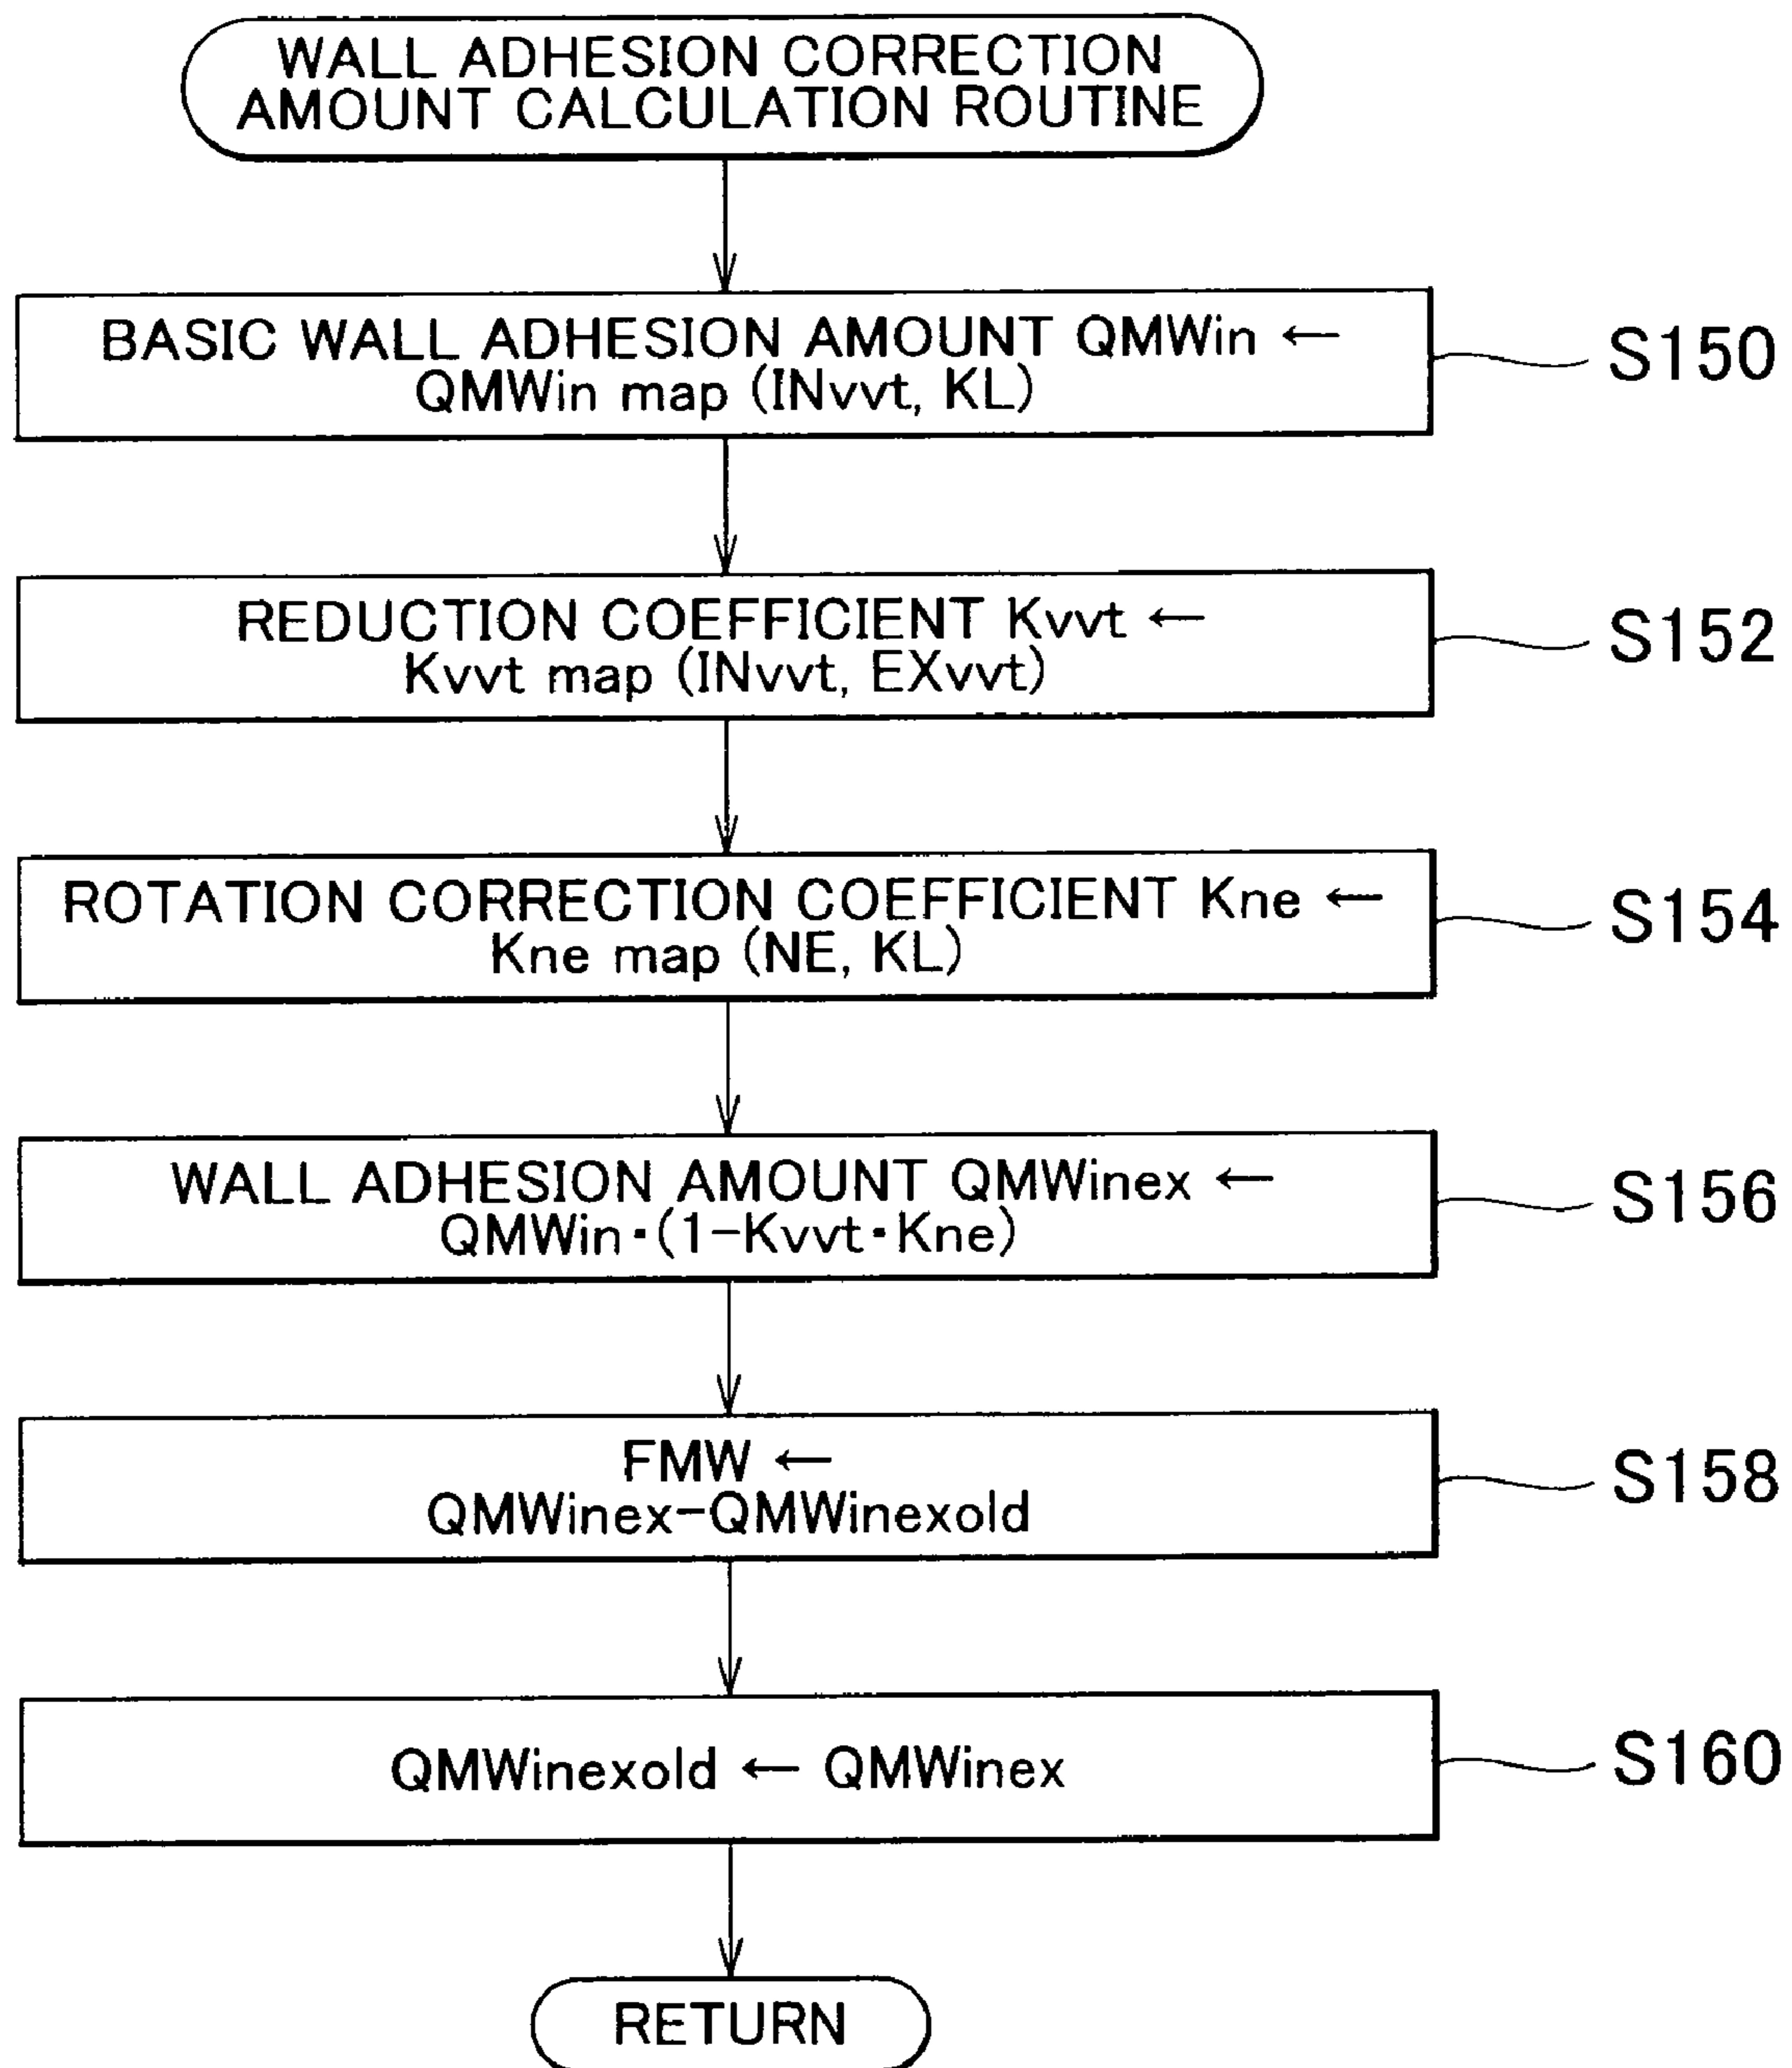 WALL ADHESION CORRECTION
AMOUNT CALCULATION ROUTINE
BASIC WALL ADHESION AMOUNT QMWin ←
QMWin map (INvvt, KL)
S150
REDUCTION COEFFICIENT Kvvt ←
Kvvt map (INvvt, EXvvt)
S152
ROTATION CORRECTION COEFFICIENT Kne ←
Kne map (NE, KL)
S154
WALL ADHESION AMOUNT QMWinex ←
QMWin·(1-Kvvt·Kne)
S156
FMW ←
QMWinex-QMWinexold
S158
QMWinexold ← QMWinex
S160
RETURN